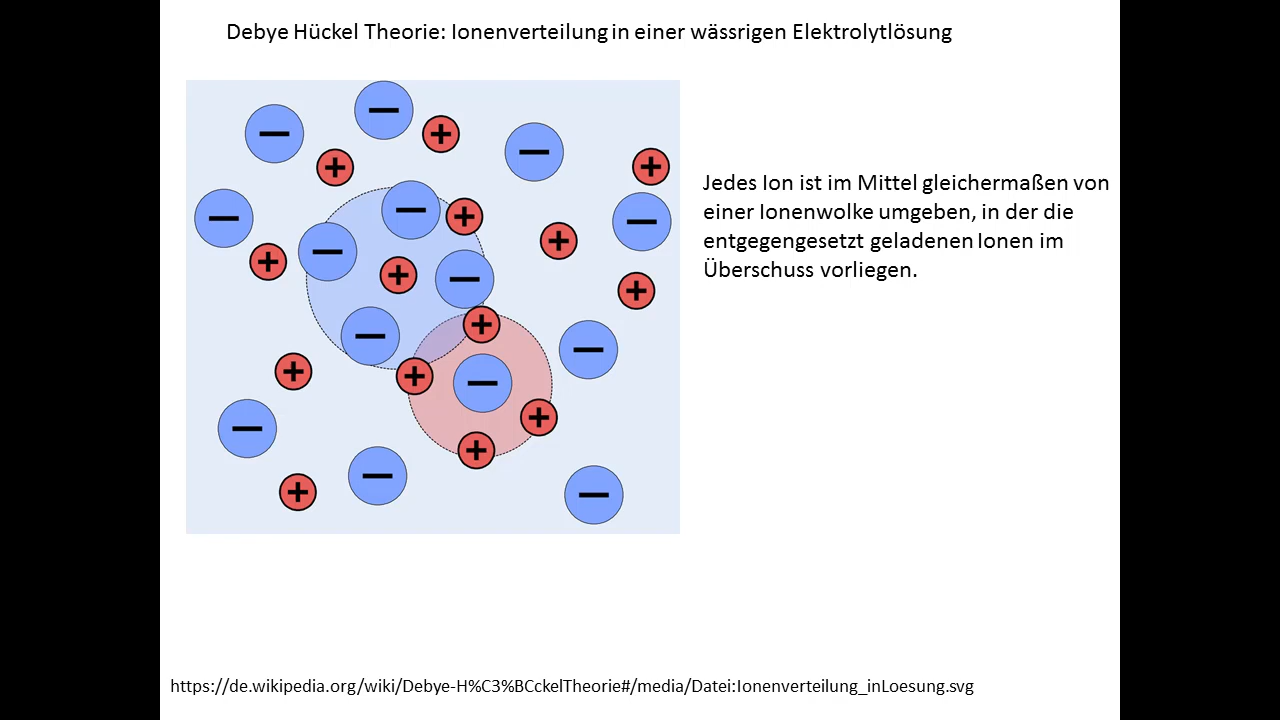 Debye Hückel Theorie: Ionenverteilung in einer wässrigen Elektrolytlösung
Jedes Ion ist im Mittel gleichermaßen von
einer Ionenwolke umgeben, in der die
entgegengesetzt geladenen Ionen im
Überschuss vorliegen.
https://de.wikipedia.org/wiki/Debye-H%C3%BCckelTheorie#/media/Datei:Ionenverteilung_inLoesung.svg